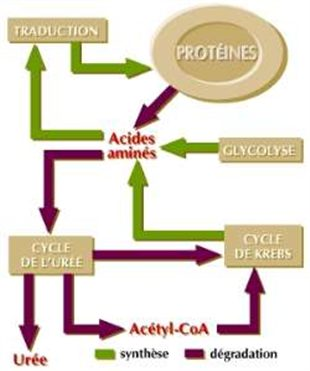 TRADUCTION
PROTÉINES
Acides
aminés
GLYCOLYSE
CYCLE
DE L'URÉE
CYCLE
DE KREBS
Acétyl-CoA
Urée
synthèse
dégradation